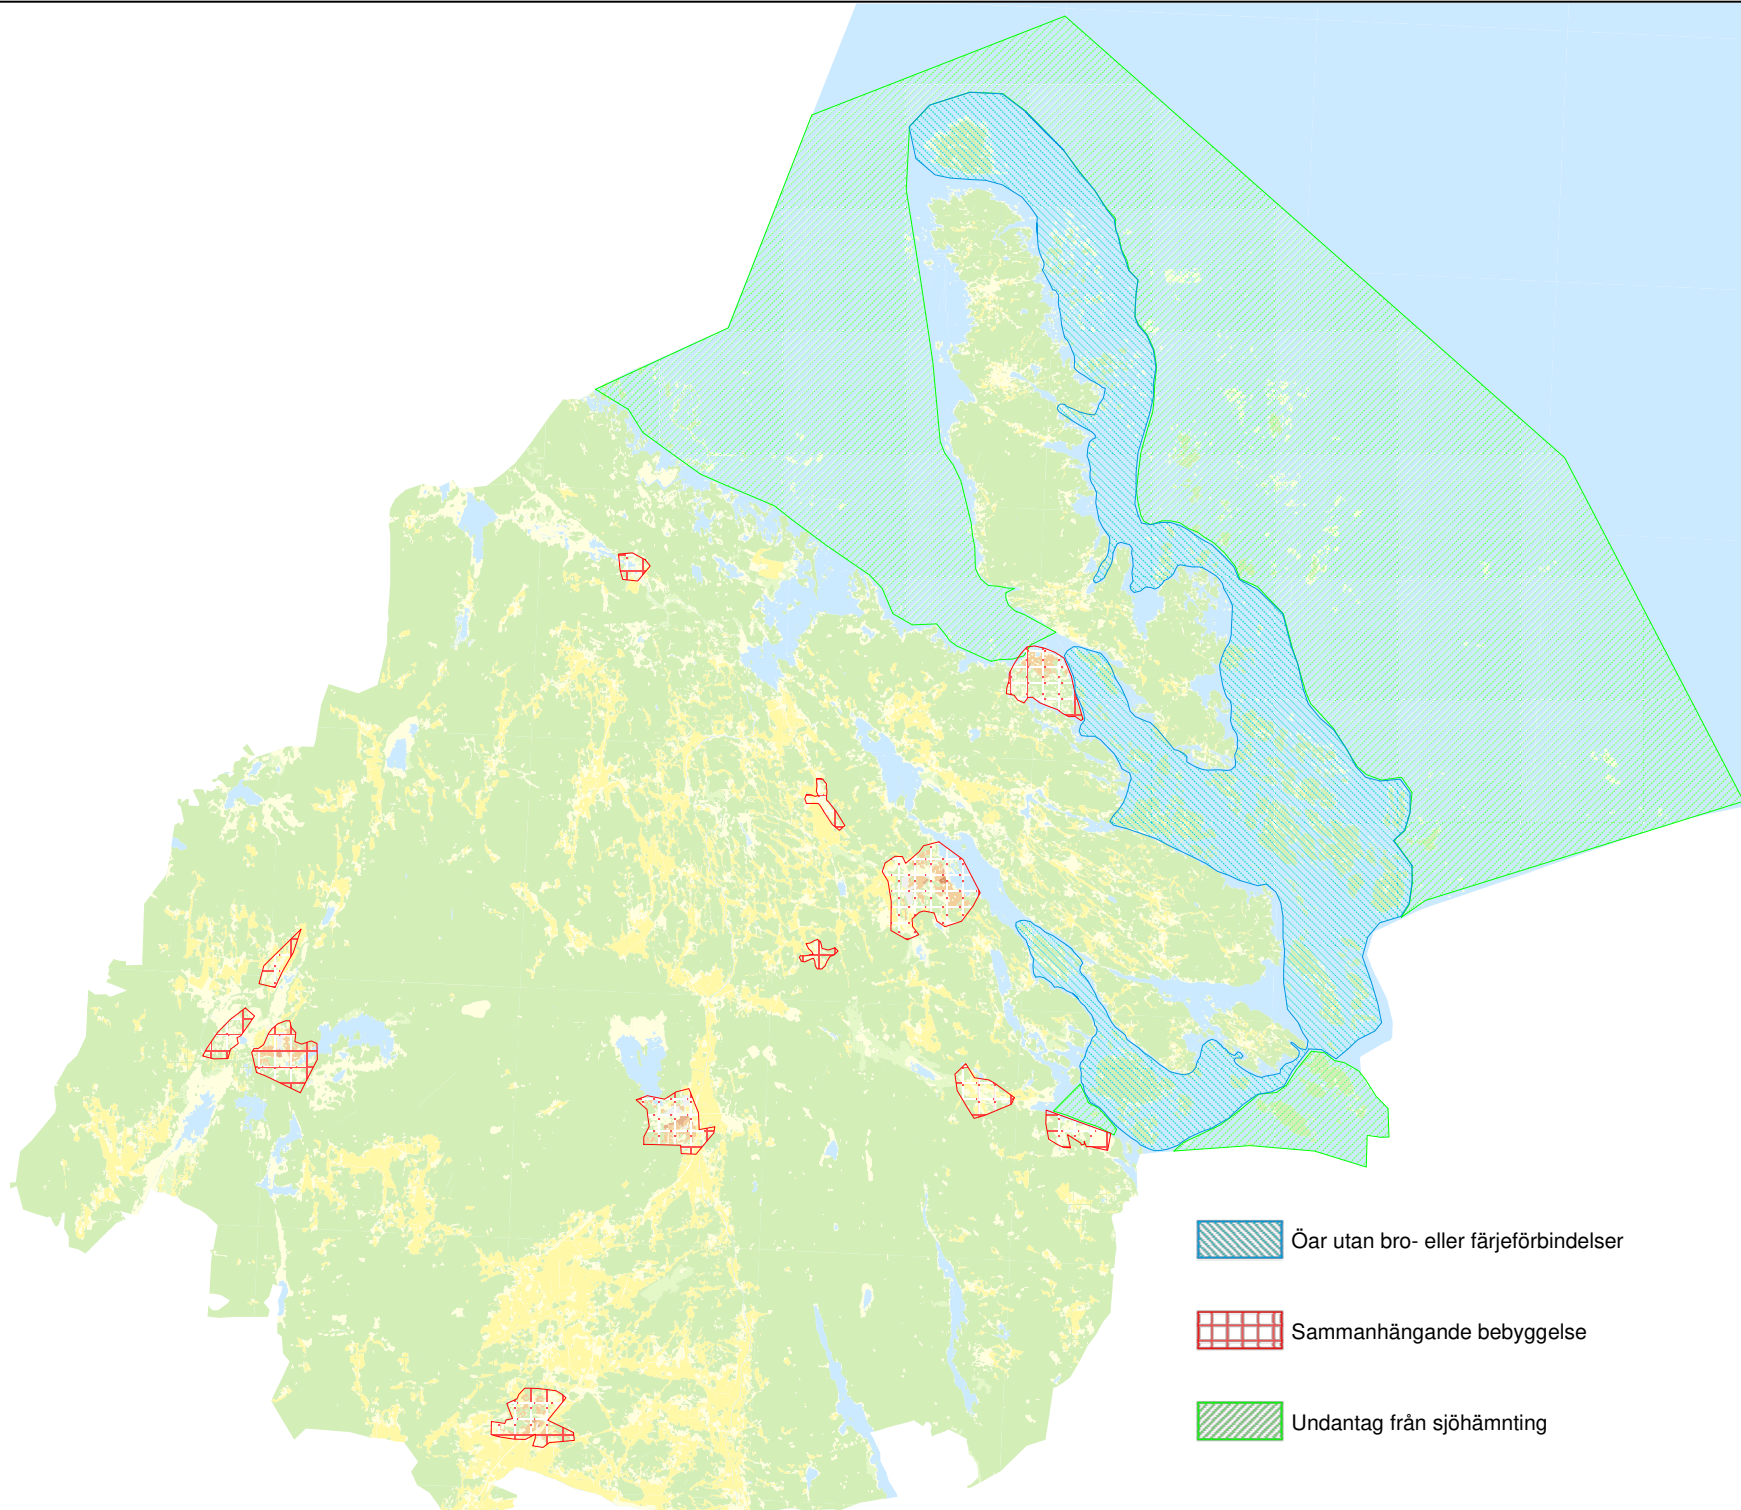 Öar utan bro- eller färjeförbindelser
Sammanhängande bebyggelse
Undantag från sjöhämnting